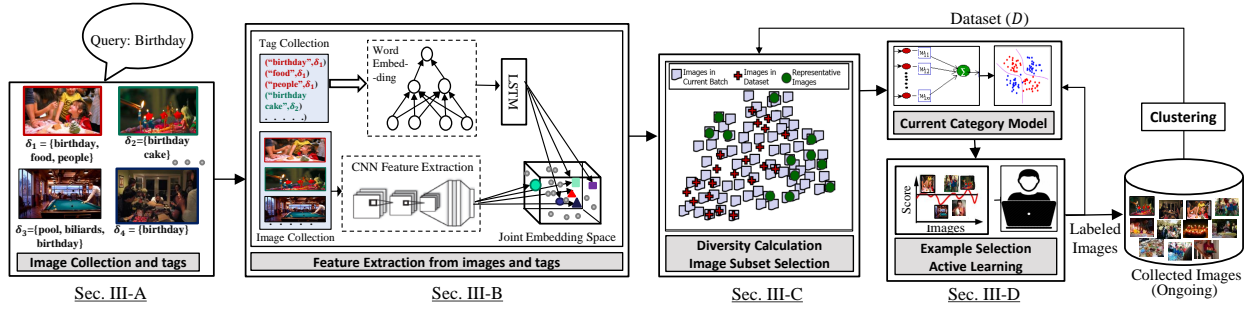 Query: Birthday
δ1 = {birthday,
food, people}
δ2={birthday
cake}
δ3={pool, biliards,
birthday}
δ4 = {birthday}
Image Collection and tags
Sec. III-A
Tag Collection
("birthday",δ1)
("food",δ1)
("people",δ1)
("birthday
cake",δ2)
. . . . .)
Word
Embed-
-ding
LSTM
CNN Feature Extraction
Image Collection
Joint Embedding Space
Feature Extraction from images and tags
Sec. III-B
Images in
Current Batch
Images in
Dataset
Representative
Images
Diversity Calculation
Image Subset Selection
Sec. III-C
Dataset (D)
Σ
Current Category Model
Score
Images
Example Selection
Active Learning
Sec. III-D
Labeled
Images
Clustering
Collected Images
(Ongoing)